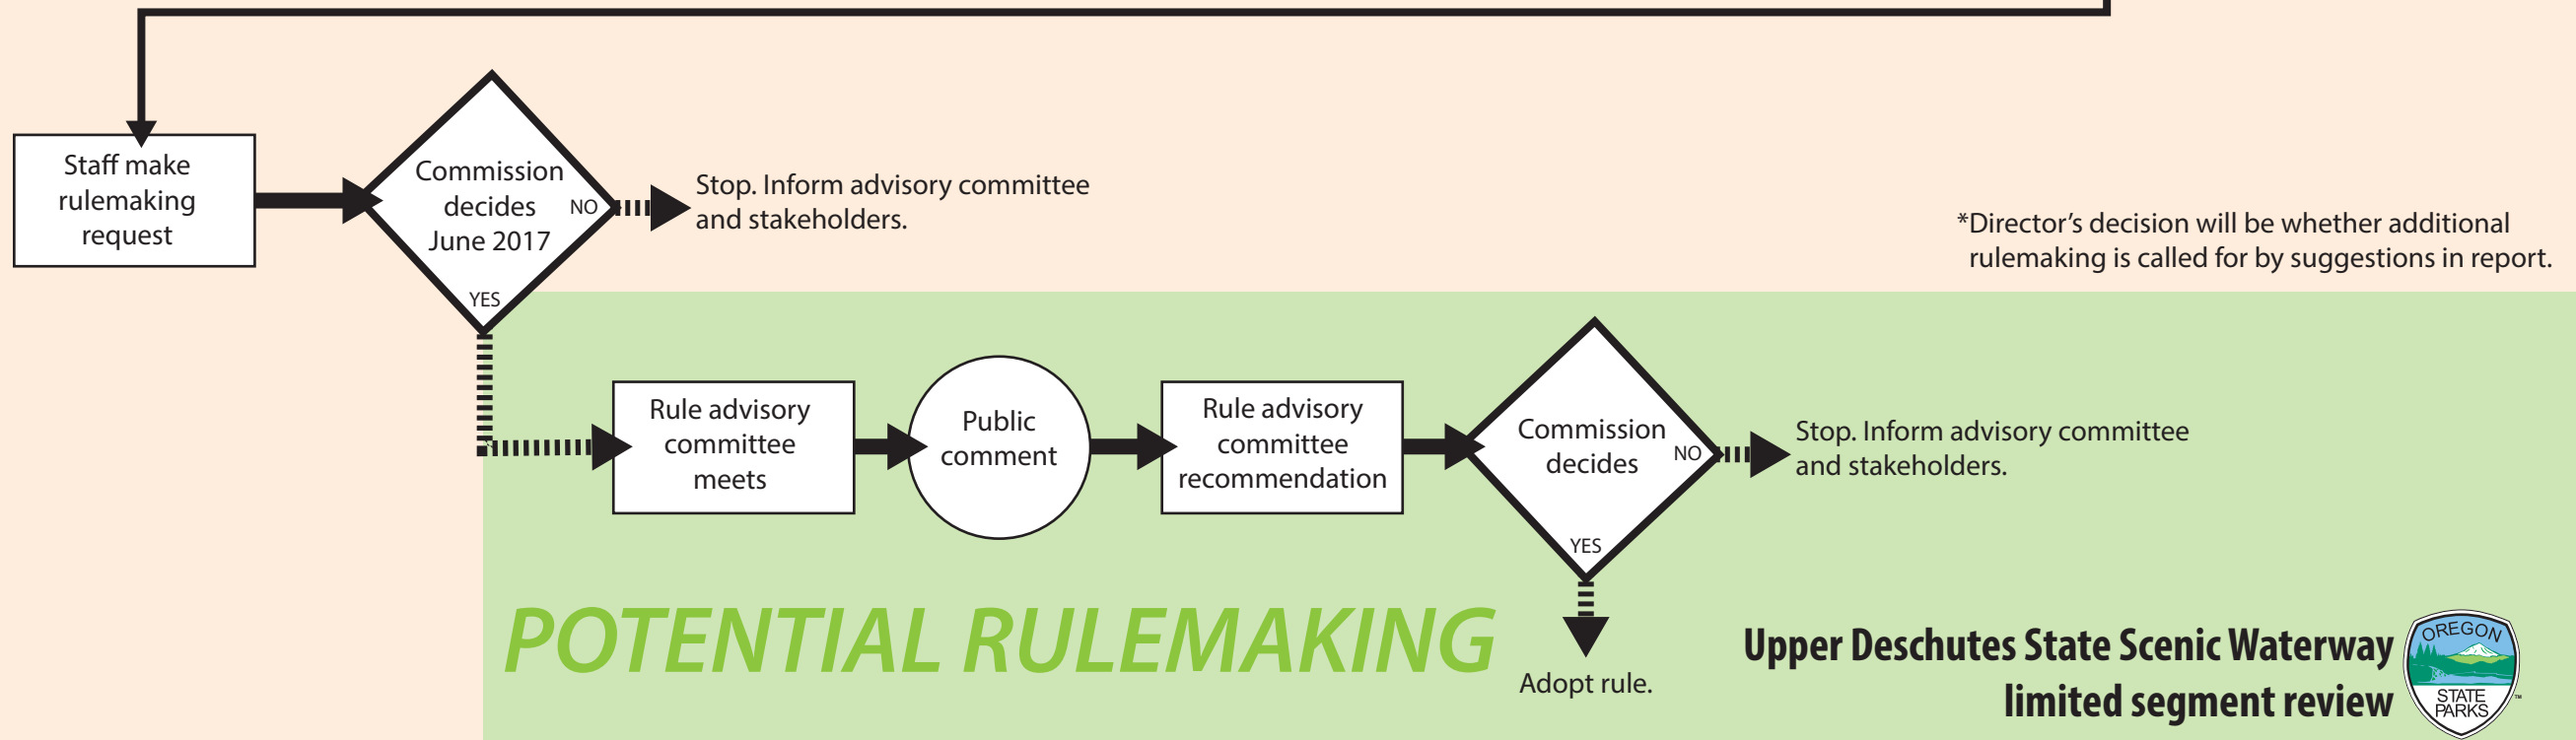 Staff make
rulemaking
request
Commission
decides
June 2017
NO
YES
Stop. Inform advisory committee
and stakeholders.
*Director’s decision will be whether additional
rulemaking is called for by suggestions in report.
Rule advisory
committee
meets
Public
comment
Rule advisory
committee
recommendation
Commission
decides
NO
YES
Stop. Inform advisory committee
and stakeholders.
Adopt rule.
POTENTIAL RULEMAKING
Upper Deschutes State Scenic Waterway
limited segment review
OREGON
STATE
PARKS
™